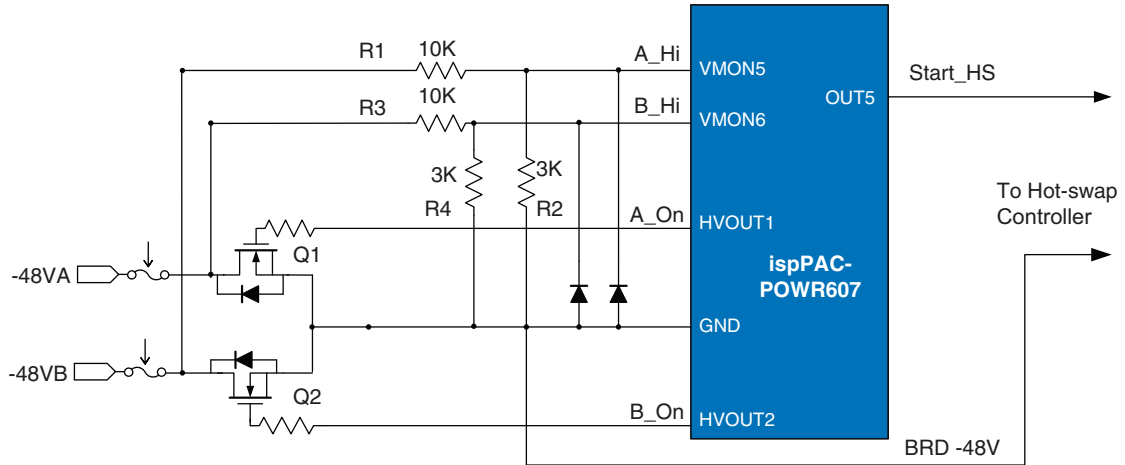 R1
10K
A_Hi
VMON5
Start_HS
OUT5
R3
10K
B_Hi
VMON6
3K
3K
R4
R2
A_On
HVOUT1
To Hot-swap
Controller
Q1
-48VA
ispPAC-
POWR607
GND
-48VB
Q2
B_On
HVOUT2
BRD -48V